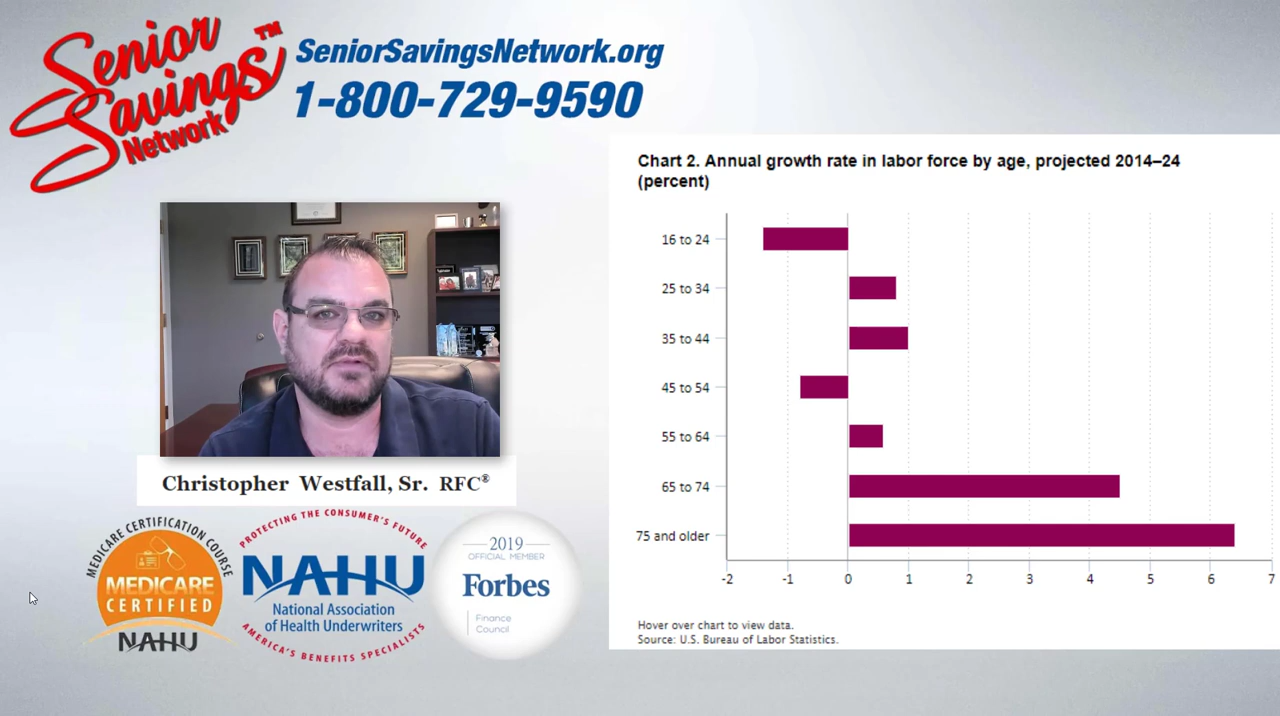 Senior
Savings™
Network
SeniorSavingsNetwork.org
1-800-729-9590
Chart 2. Annual growth rate in labor force by age, projected 2014–24
(percent)
16 to 24
25 to 34
35 to 44
45 to 54
55 to 64
65 to 74
75 and older
-2 -1 0 1 2 3 4 5 6 7
Hover over chart to view data.
Source: U.S. Bureau of Labor Statistics.
Christopher Westfall, Sr. RFC®
MEDICARE CERTIFICATION COURSE
MEDICARE
CERTIFIED
NAHU
PROTECTING THE CONSUMER'S FUTURE
NAHU
National Association
of Health Underwriters
AMERICA'S BENEFITS SPECIALISTS
2019
OFFICIAL MEMBER
Forbes
Finance
Council